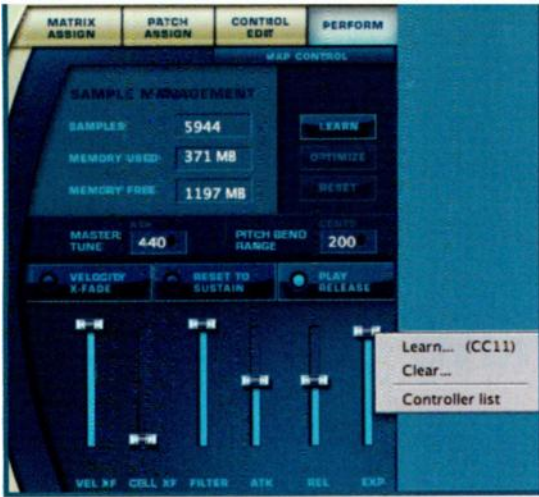 MATRIX ASSIGN
PATCH ASSIGN
CONTROL EDIT
PERFORM
MAP CONTROL
SAMPLE MANAGEMENT
SAMPLES: 5944 LEARN
MEMORY USED: 371 MB OPTIMIZE
MEMORY FREE: 1197 MB RESET
MASTER TUNE 440
PITCH BEND RANGE CENTS 200
VELOCITY X-FADE
RESET TO SUSTAIN
PLAY RELEASE
Learn... (CC11)
Clear...
Controller list
VEL XF CELL XF FILTER ATK REL EXP